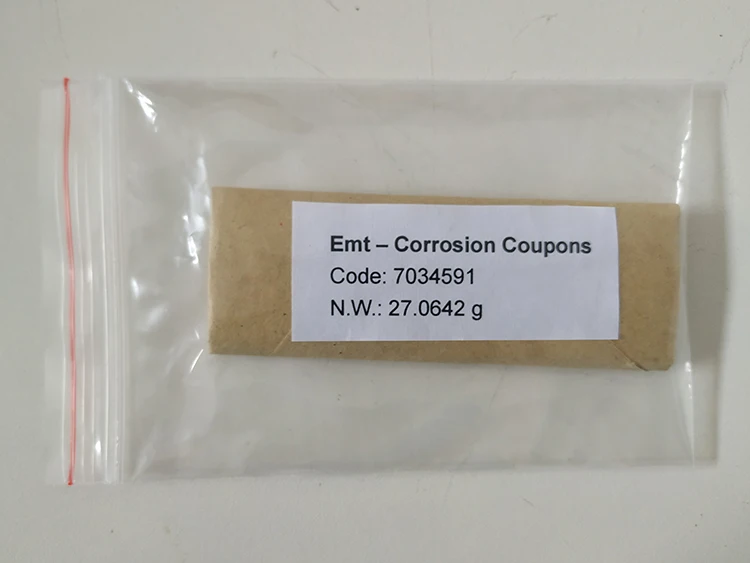 Emt – Corrosion Coupons
Code: 7034591
N.W.: 27.0642 g